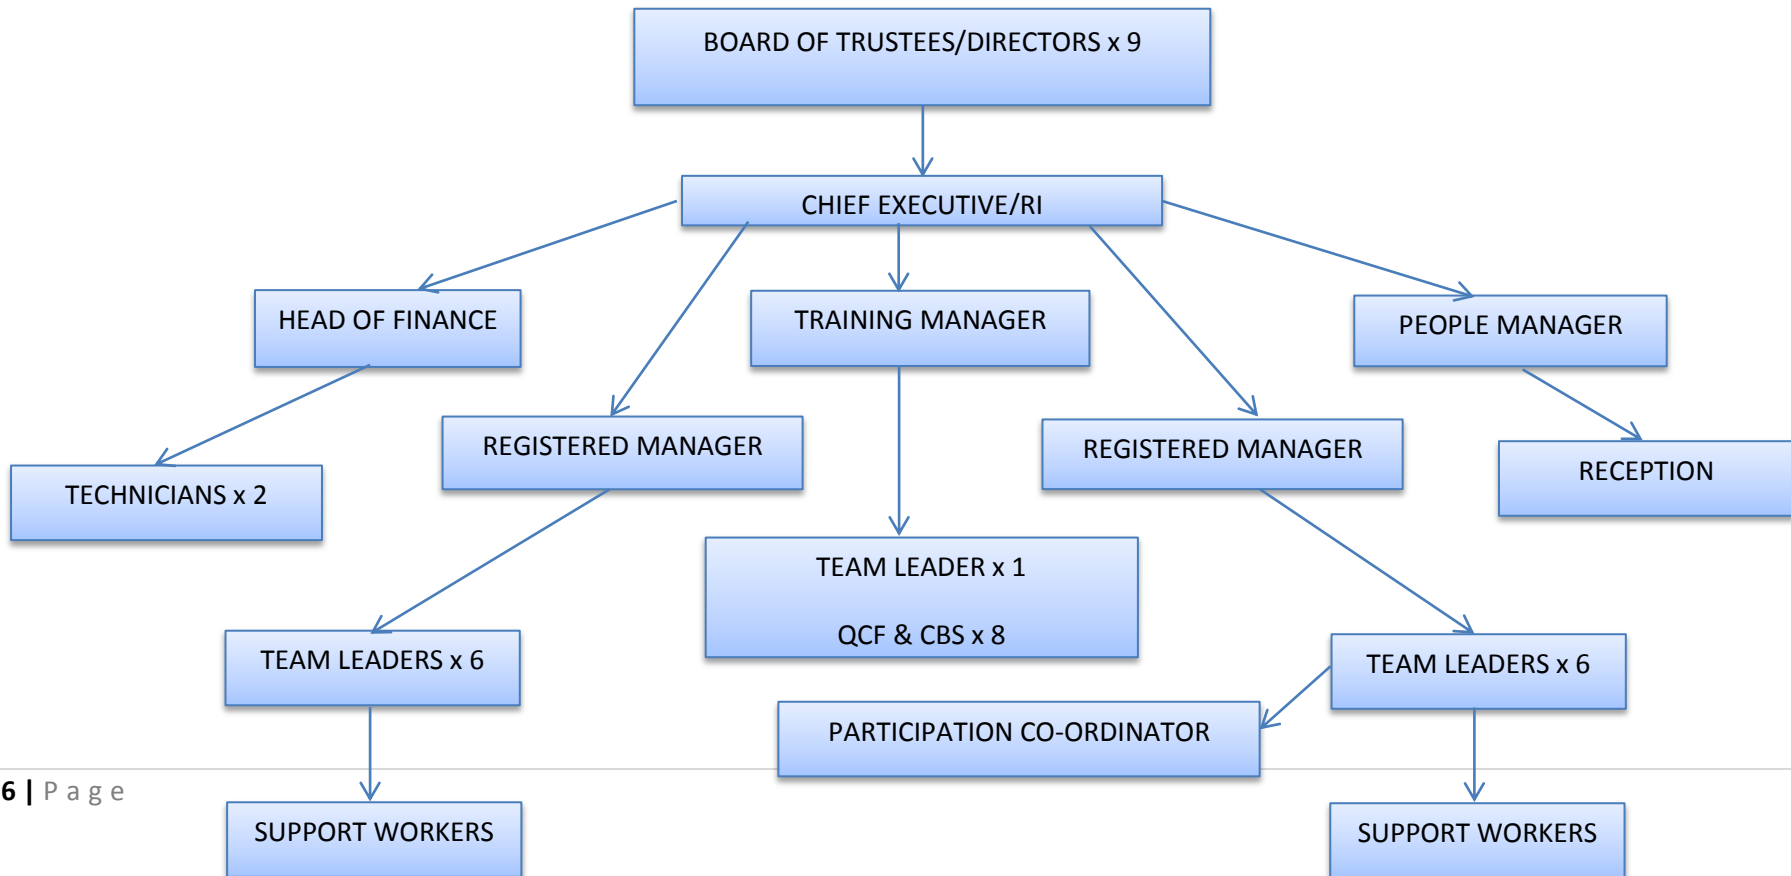 BOARD OF TRUSTEES/DIRECTORS x 9
CHIEF EXECUTIVE/RI
HEAD OF FINANCE
TRAINING MANAGER
PEOPLE MANAGER
REGISTERED MANAGER
REGISTERED MANAGER
TECHNICIANS x 2
RECEPTION
TEAM LEADER x 1
QCF & CBS x 8
TEAM LEADERS x 6
TEAM LEADERS x 6
PARTICIPATION CO-ORDINATOR
6 | Page
SUPPORT WORKERS
SUPPORT WORKERS